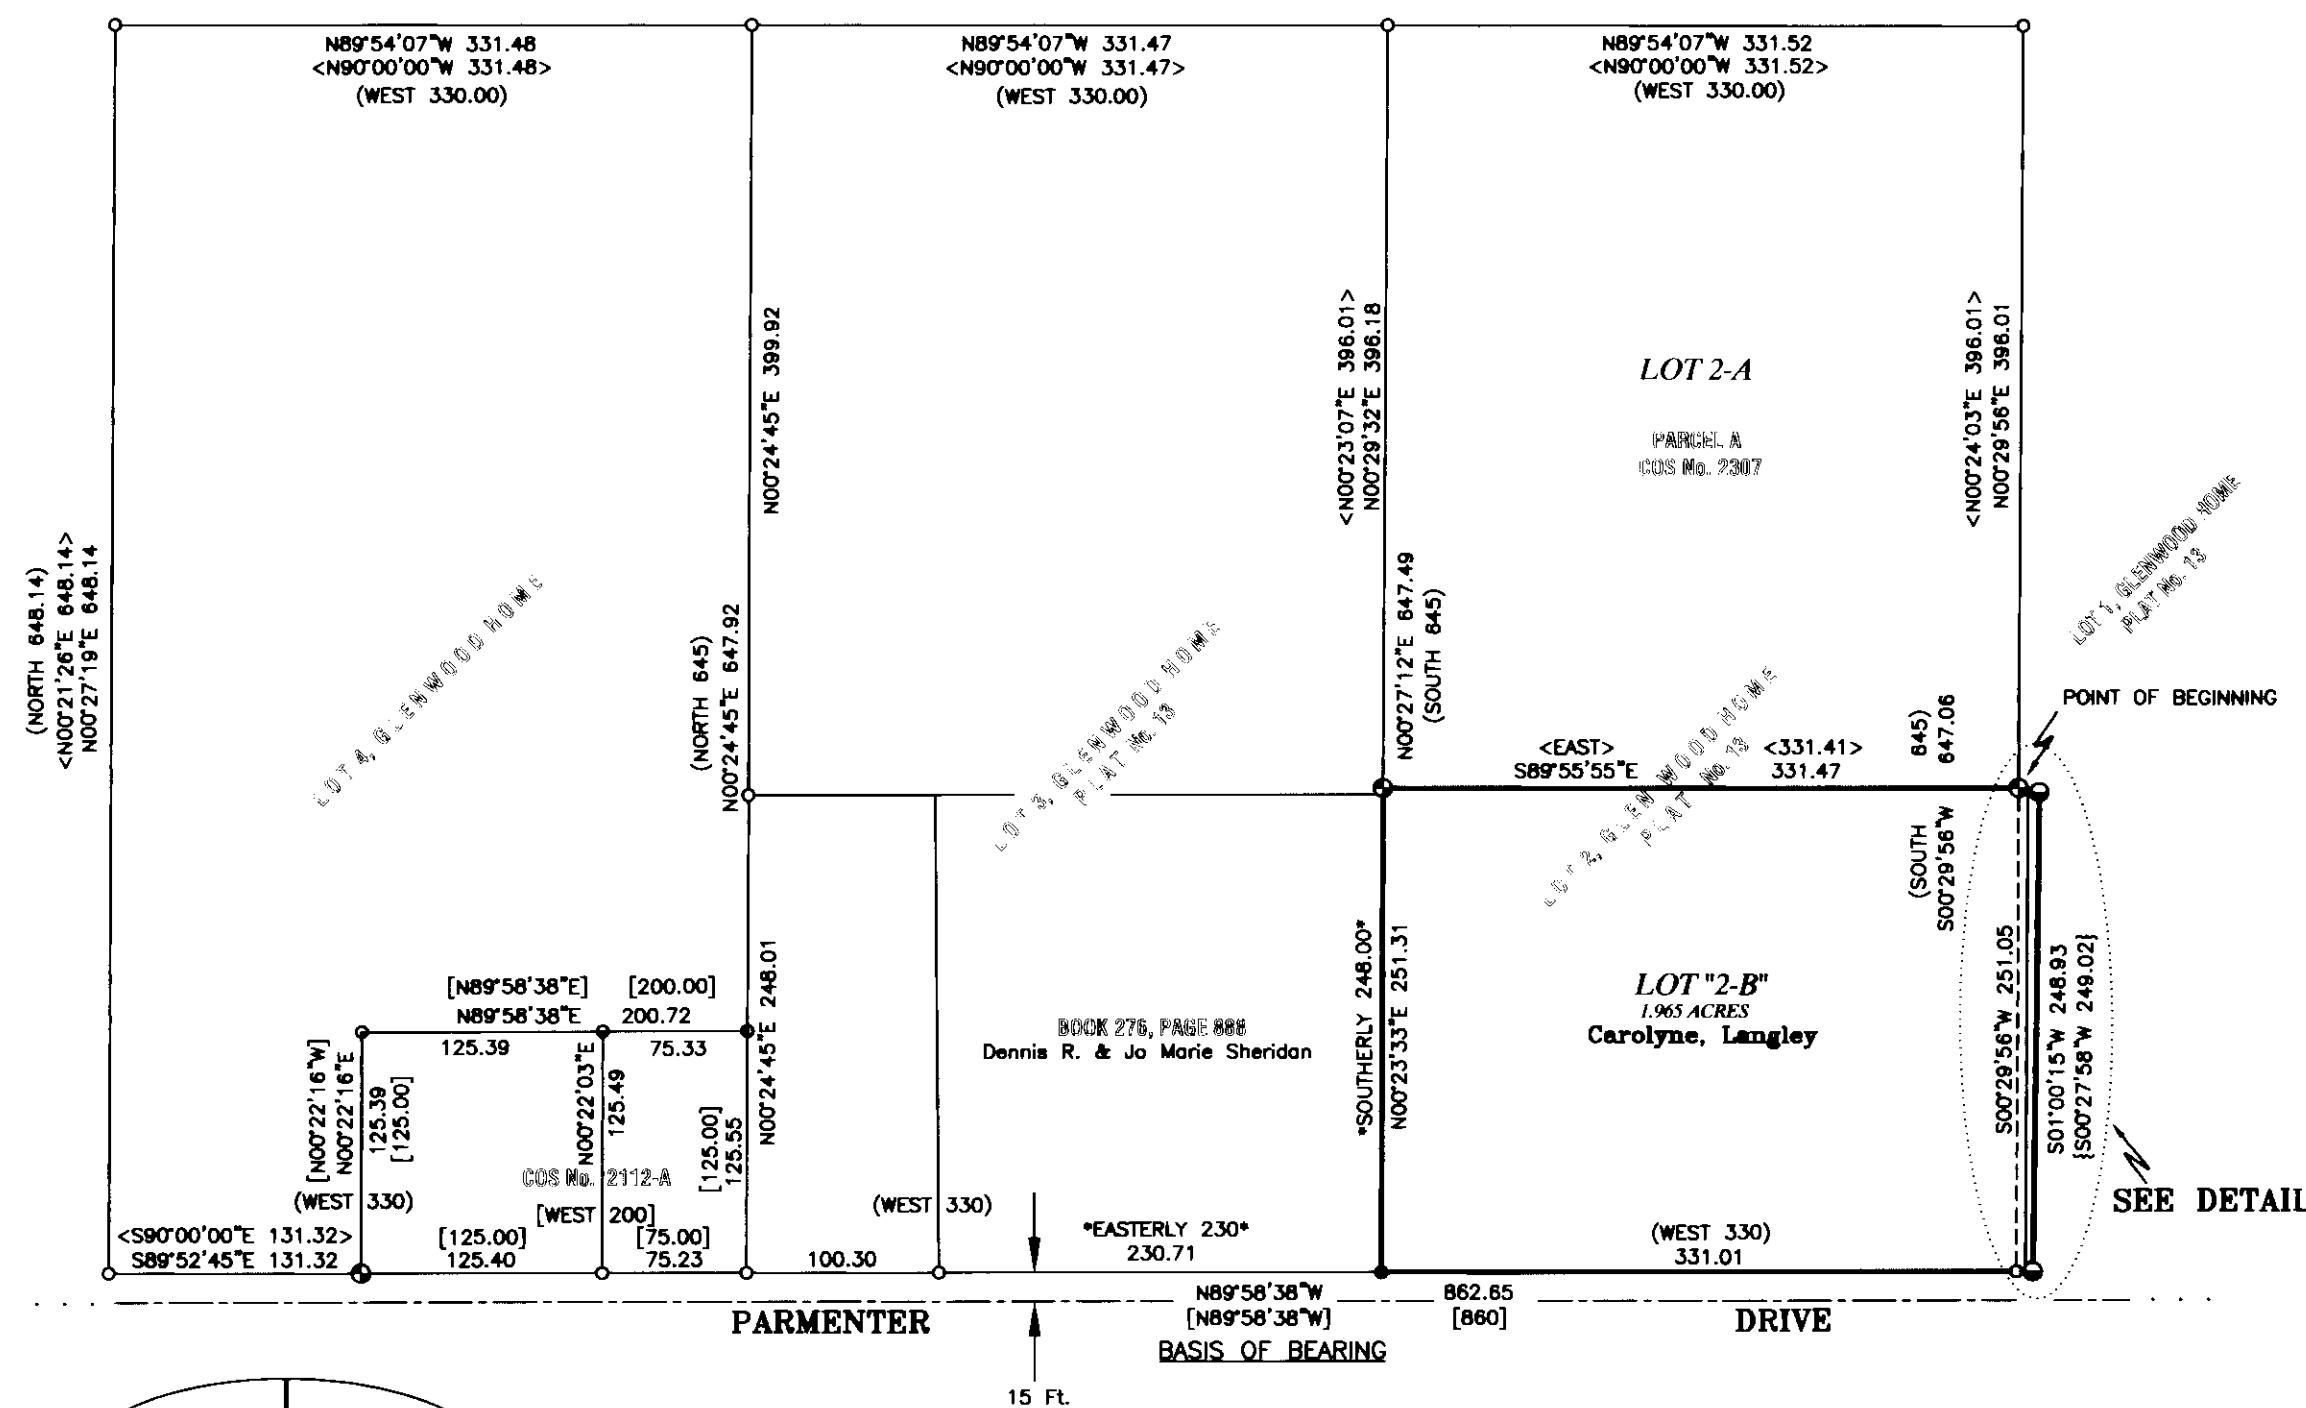 N89°54'07"W 331.48
<N90°00'00"W 331.48>
(WEST 330.00)
N89°54'07"W 331.47
<N90°00'00"W 331.47>
(WEST 330.00)
N89°54'07"W 331.52
<N90°00'00"W 331.52>
(WEST 330.00)
(NORTH 648.14)
<N00°21'26"E 648.14>
N00°27'19"E 648.14
N00°24'45"E 399.92
<N00°23'07"E 396.01>
N00°29'32"E 396.18
LOT 2-A
PARCEL A
COS No. 2307
<N00°24'03"E 396.01>
N00°29'56"E 396.01
LOT 1, GLENWOOD HOME
PLAT No. 13
LOT 4, GLENWOOD HOME
(NORTH 645)
N00°24'45"E 647.92
LOT 3, GLENWOOD HOME
PLAT No. 13
N00°27'12"E 647.49
(SOUTH 645)
LOT 2, GLENWOOD HOME
PLAT No. 13
POINT OF BEGINNING
<EAST> <331.41>
S89°55'55"E 331.47
(SOUTH 645)
S00°29'56"W 647.06
[N89°58'38"E] [200.00]
N89°58'38"E 200.72
125.39 75.33
[N00°22'16"W]
N00°22'16"E
125.39
[125.00]
N00°22'03"E
125.49
[125.00]
125.55
N00°24'45"E 248.01
COS No. 2112-A
BOOK 276, PAGE 888
Dennis R. & Jo Marie Sheridan
*SOUTHERLY 248.00*
N00°23'33"E 251.31
LOT "2-B"
1.965 ACRES
Carolyne, Langley
S00°29'56"W 251.05
S01°00'15"W 248.93
{S00°27'58"W 249.02}
SEE DETAIL
(WEST 330)
[WEST 200]
(WEST 330)
<S90°00'00"E 131.32>
S89°52'45"E 131.32
[125.00]
125.40
[75.00]
75.23
100.30
*EASTERLY 230*
230.71
(WEST 330)
331.01
N89°58'38"W 862.65
[N89°58'38"W] [860]
PARMENTER DRIVE
BASIS OF BEARING
15 Ft.